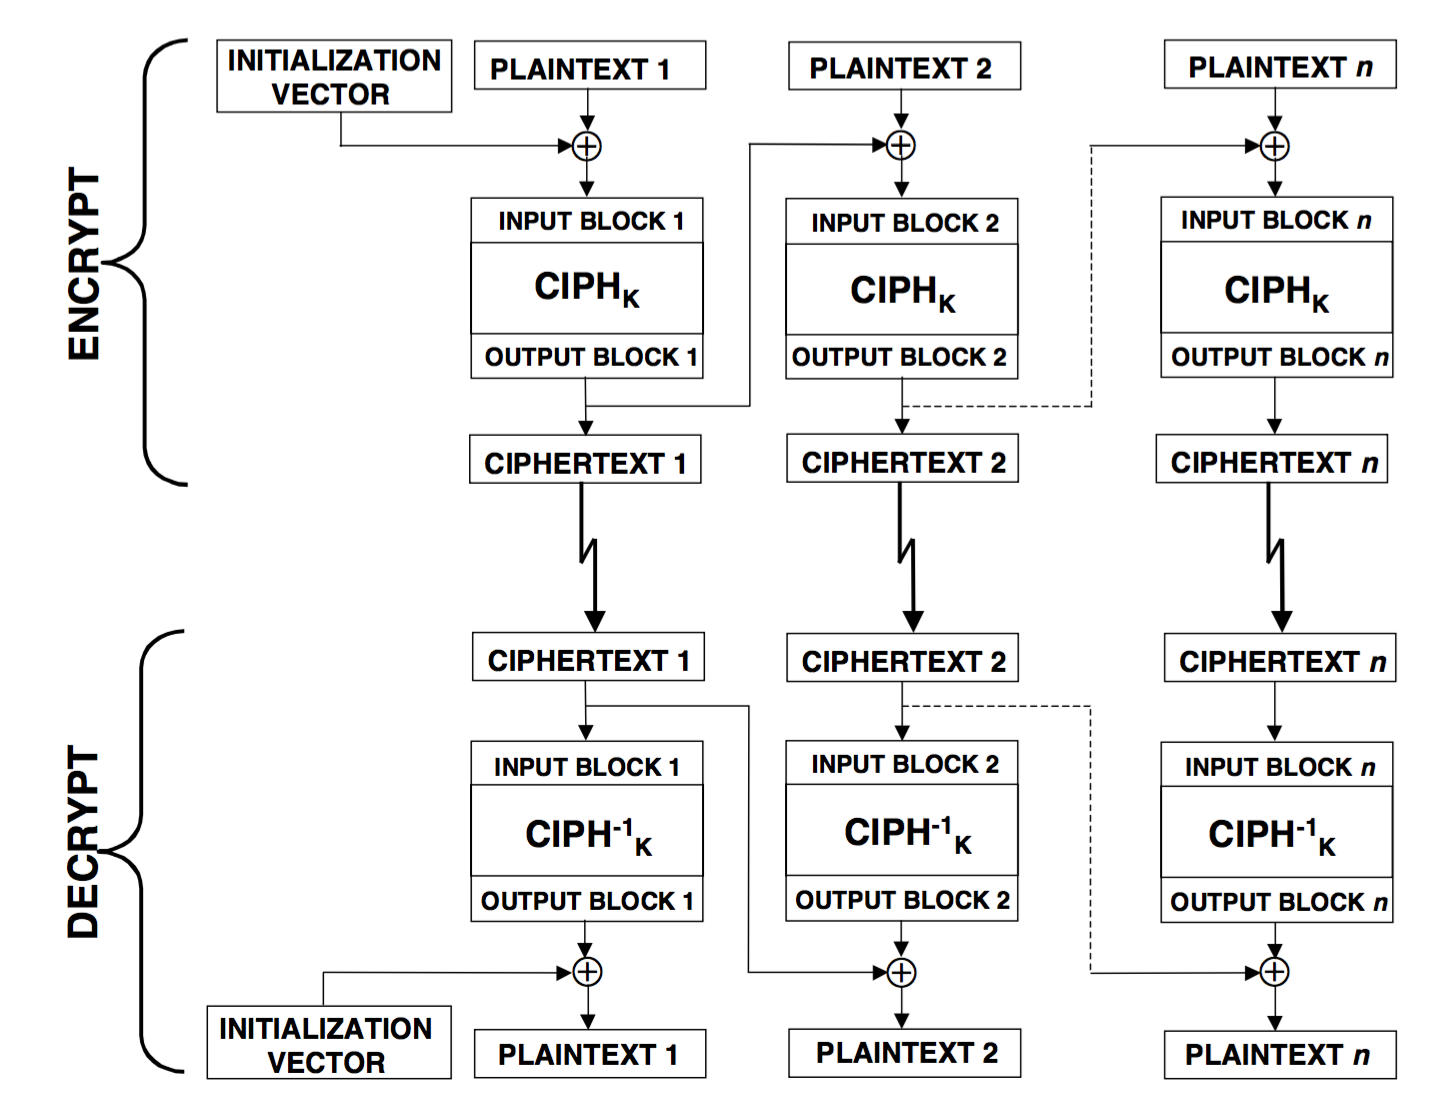 ENCRYPT
INITIALIZATION
VECTOR
PLAINTEXT 1
PLAINTEXT 2
PLAINTEXT n
INPUT BLOCK 1
INPUT BLOCK 2
INPUT BLOCK n
CIPHK
CIPHK
CIPHK
OUTPUT BLOCK 1
OUTPUT BLOCK 2
OUTPUT BLOCK n
CIPHERTEXT 1
CIPHERTEXT 2
CIPHERTEXT n
DECRYPT
CIPHERTEXT 1
CIPHERTEXT 2
CIPHERTEXT n
INPUT BLOCK 1
INPUT BLOCK 2
INPUT BLOCK n
CIPH-1K
CIPH-1K
CIPH-1K
OUTPUT BLOCK 1
OUTPUT BLOCK 2
OUTPUT BLOCK n
INITIALIZATION
VECTOR
PLAINTEXT 1
PLAINTEXT 2
PLAINTEXT n